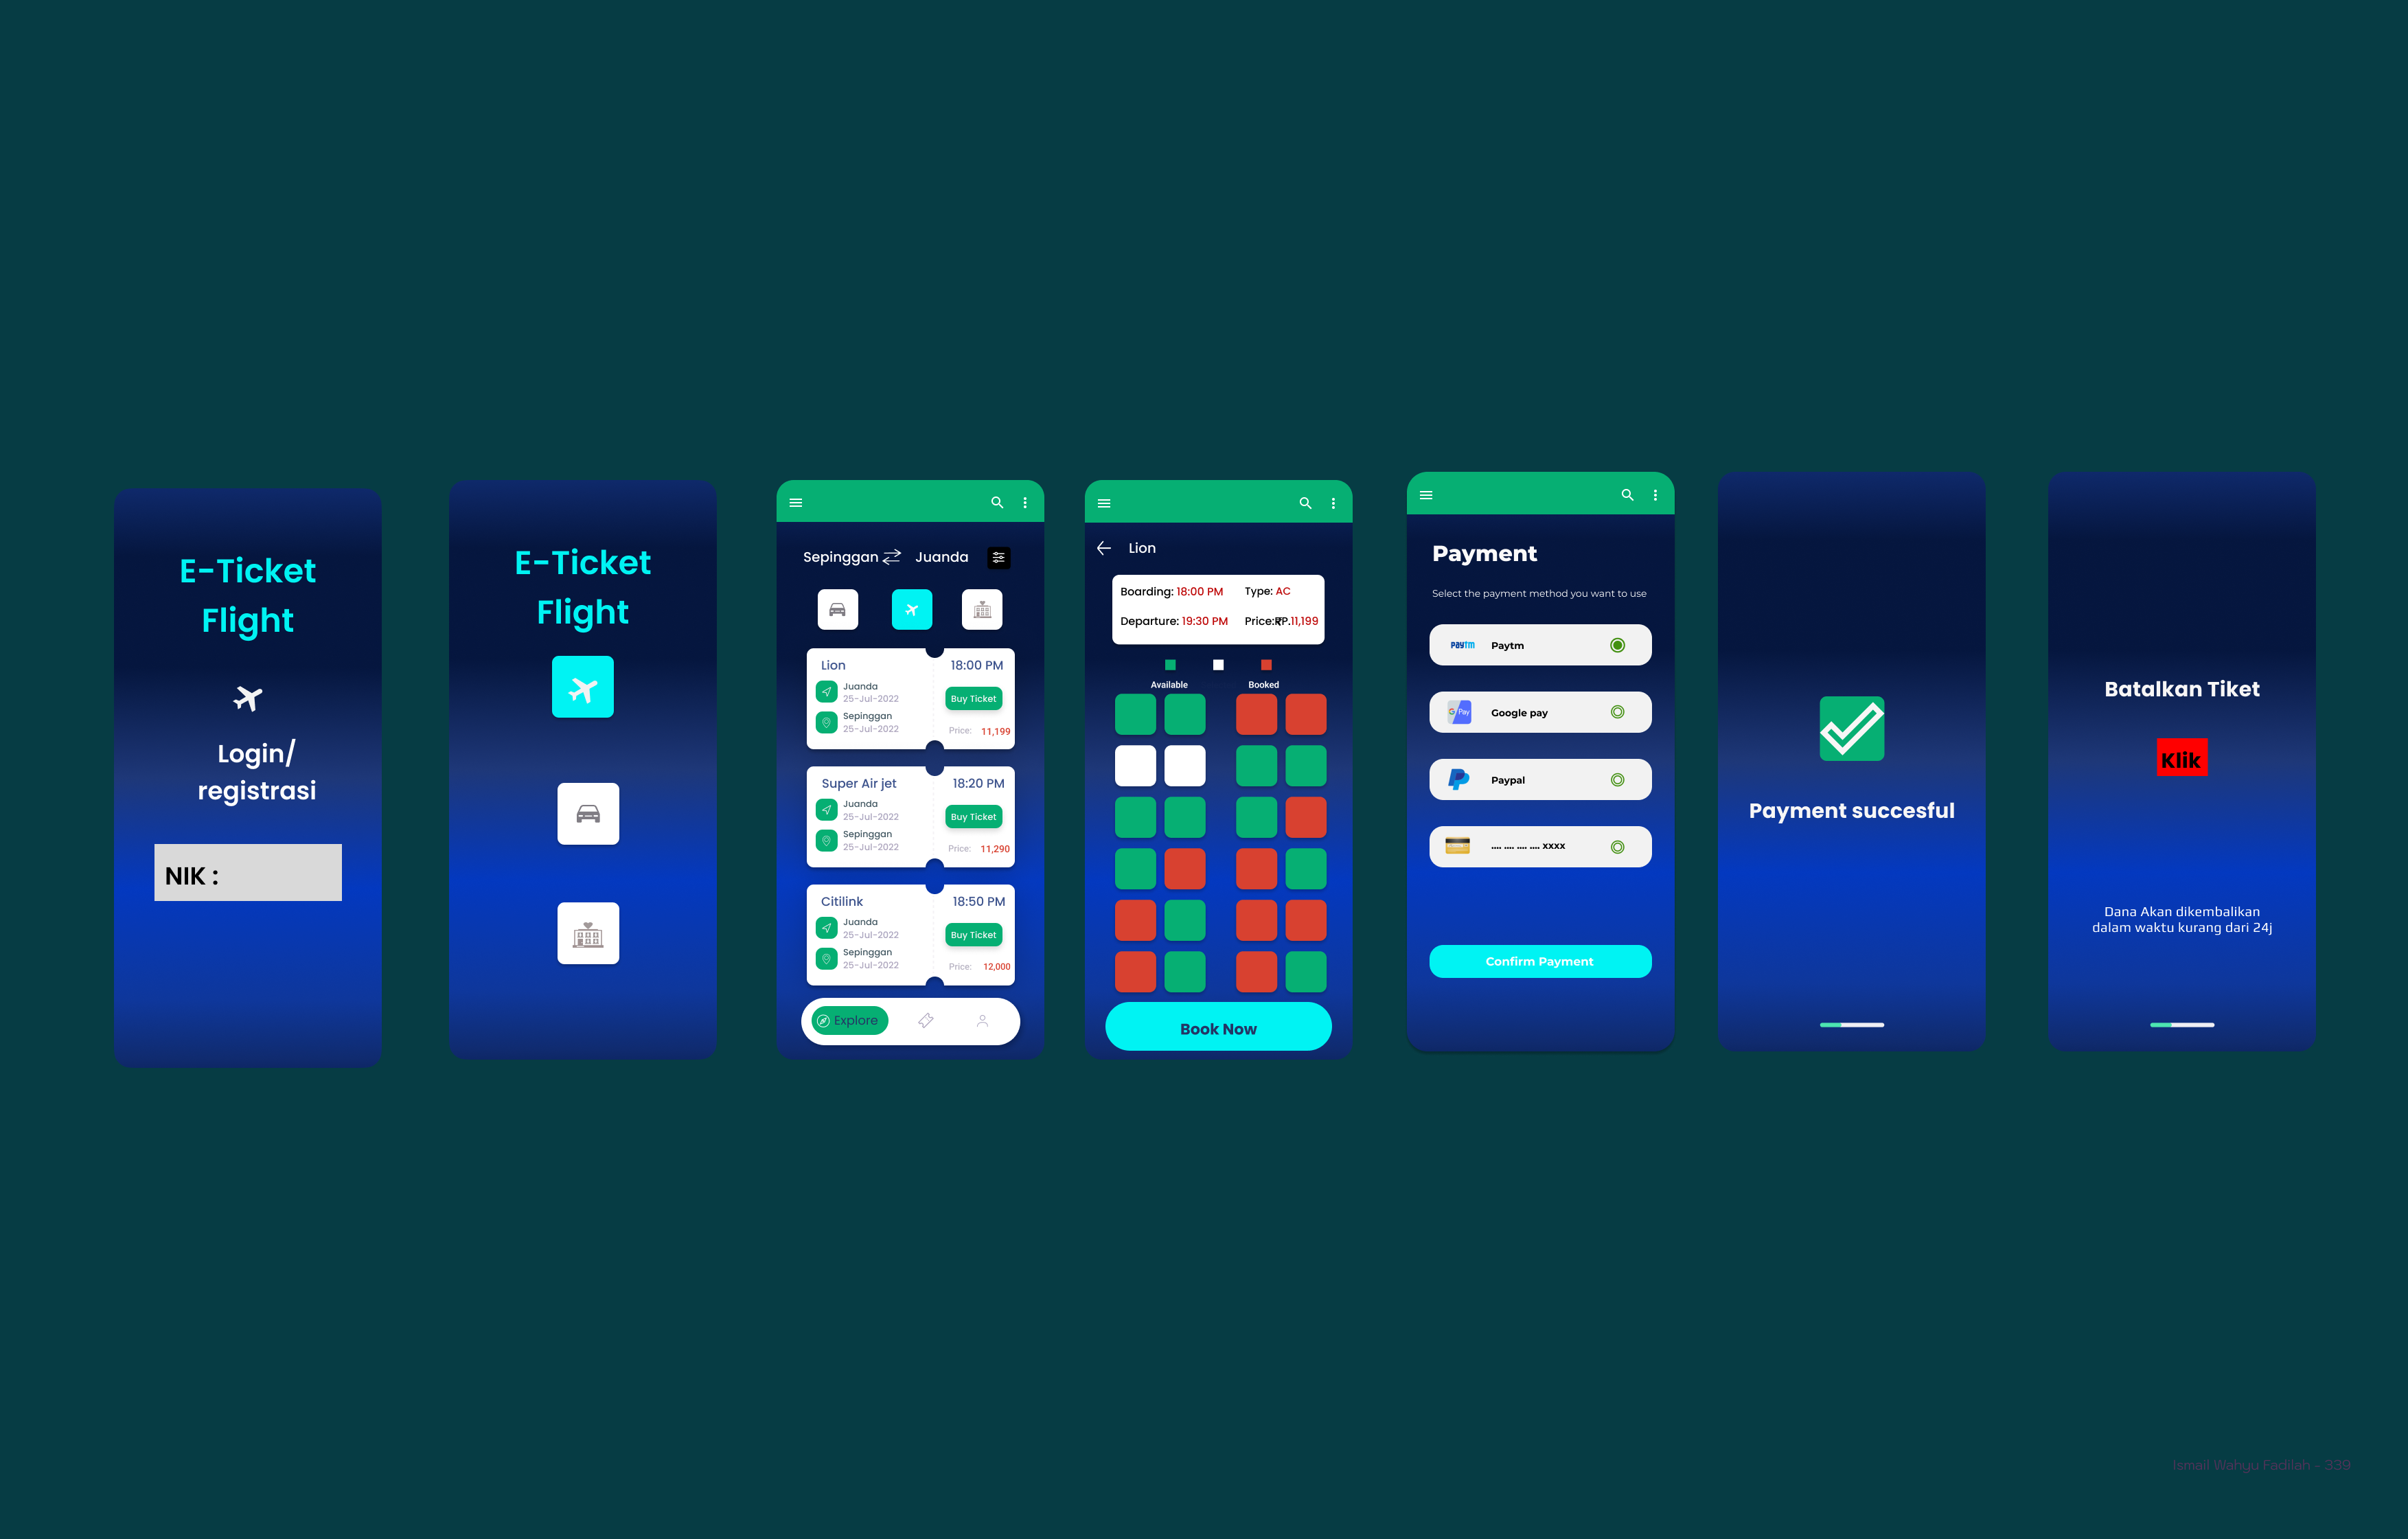 E-Ticket
Flight
Login/
registrasi
NIK :
E-Ticket
Flight
Sepinggan Juanda
Lion 18:00 PM
Juanda
25-Jul-2022
Buy Ticket
Sepinggan
25-Jul-2022
Price: 11,199
Super Air jet 18:20 PM
Juanda
25-Jul-2022
Buy Ticket
Sepinggan
25-Jul-2022
Price: 11,290
Citilink 18:50 PM
Juanda
25-Jul-2022
Buy Ticket
Sepinggan
25-Jul-2022
Price: 12,000
Explore
Lion
Boarding: 18:00 PM Type: AC
Departure: 19:30 PM Price:₹P.11,199
Available Booked
Book Now
Payment
Select the payment method you want to use
paytm Paytm
G Pay Google pay
Paypal
.... .... .... .... xxxx
Confirm Payment
Payment succesful
Batalkan Tiket
Klik
Dana Akan dikembalikan
dalam waktu kurang dari 24j
Ismail Wahyu Fadilah - 339